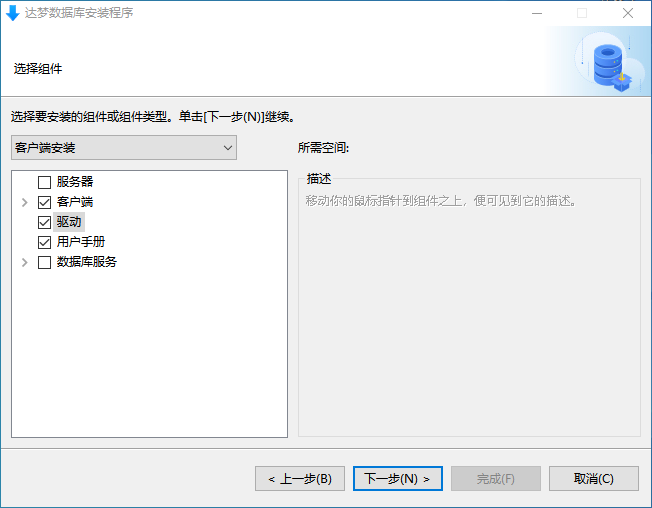 达梦数据库安装程序
选择组件
选择要安装的组件或组件类型。单击[下一步(N)]继续。
客户端安装
所需空间:
服务器
客户端
驱动
用户手册
数据库服务
描述
移动你的鼠标指针到组件之上，便可见到它的描述。
< 上一步(B)
下一步(N) >
完成(F)
取消(C)